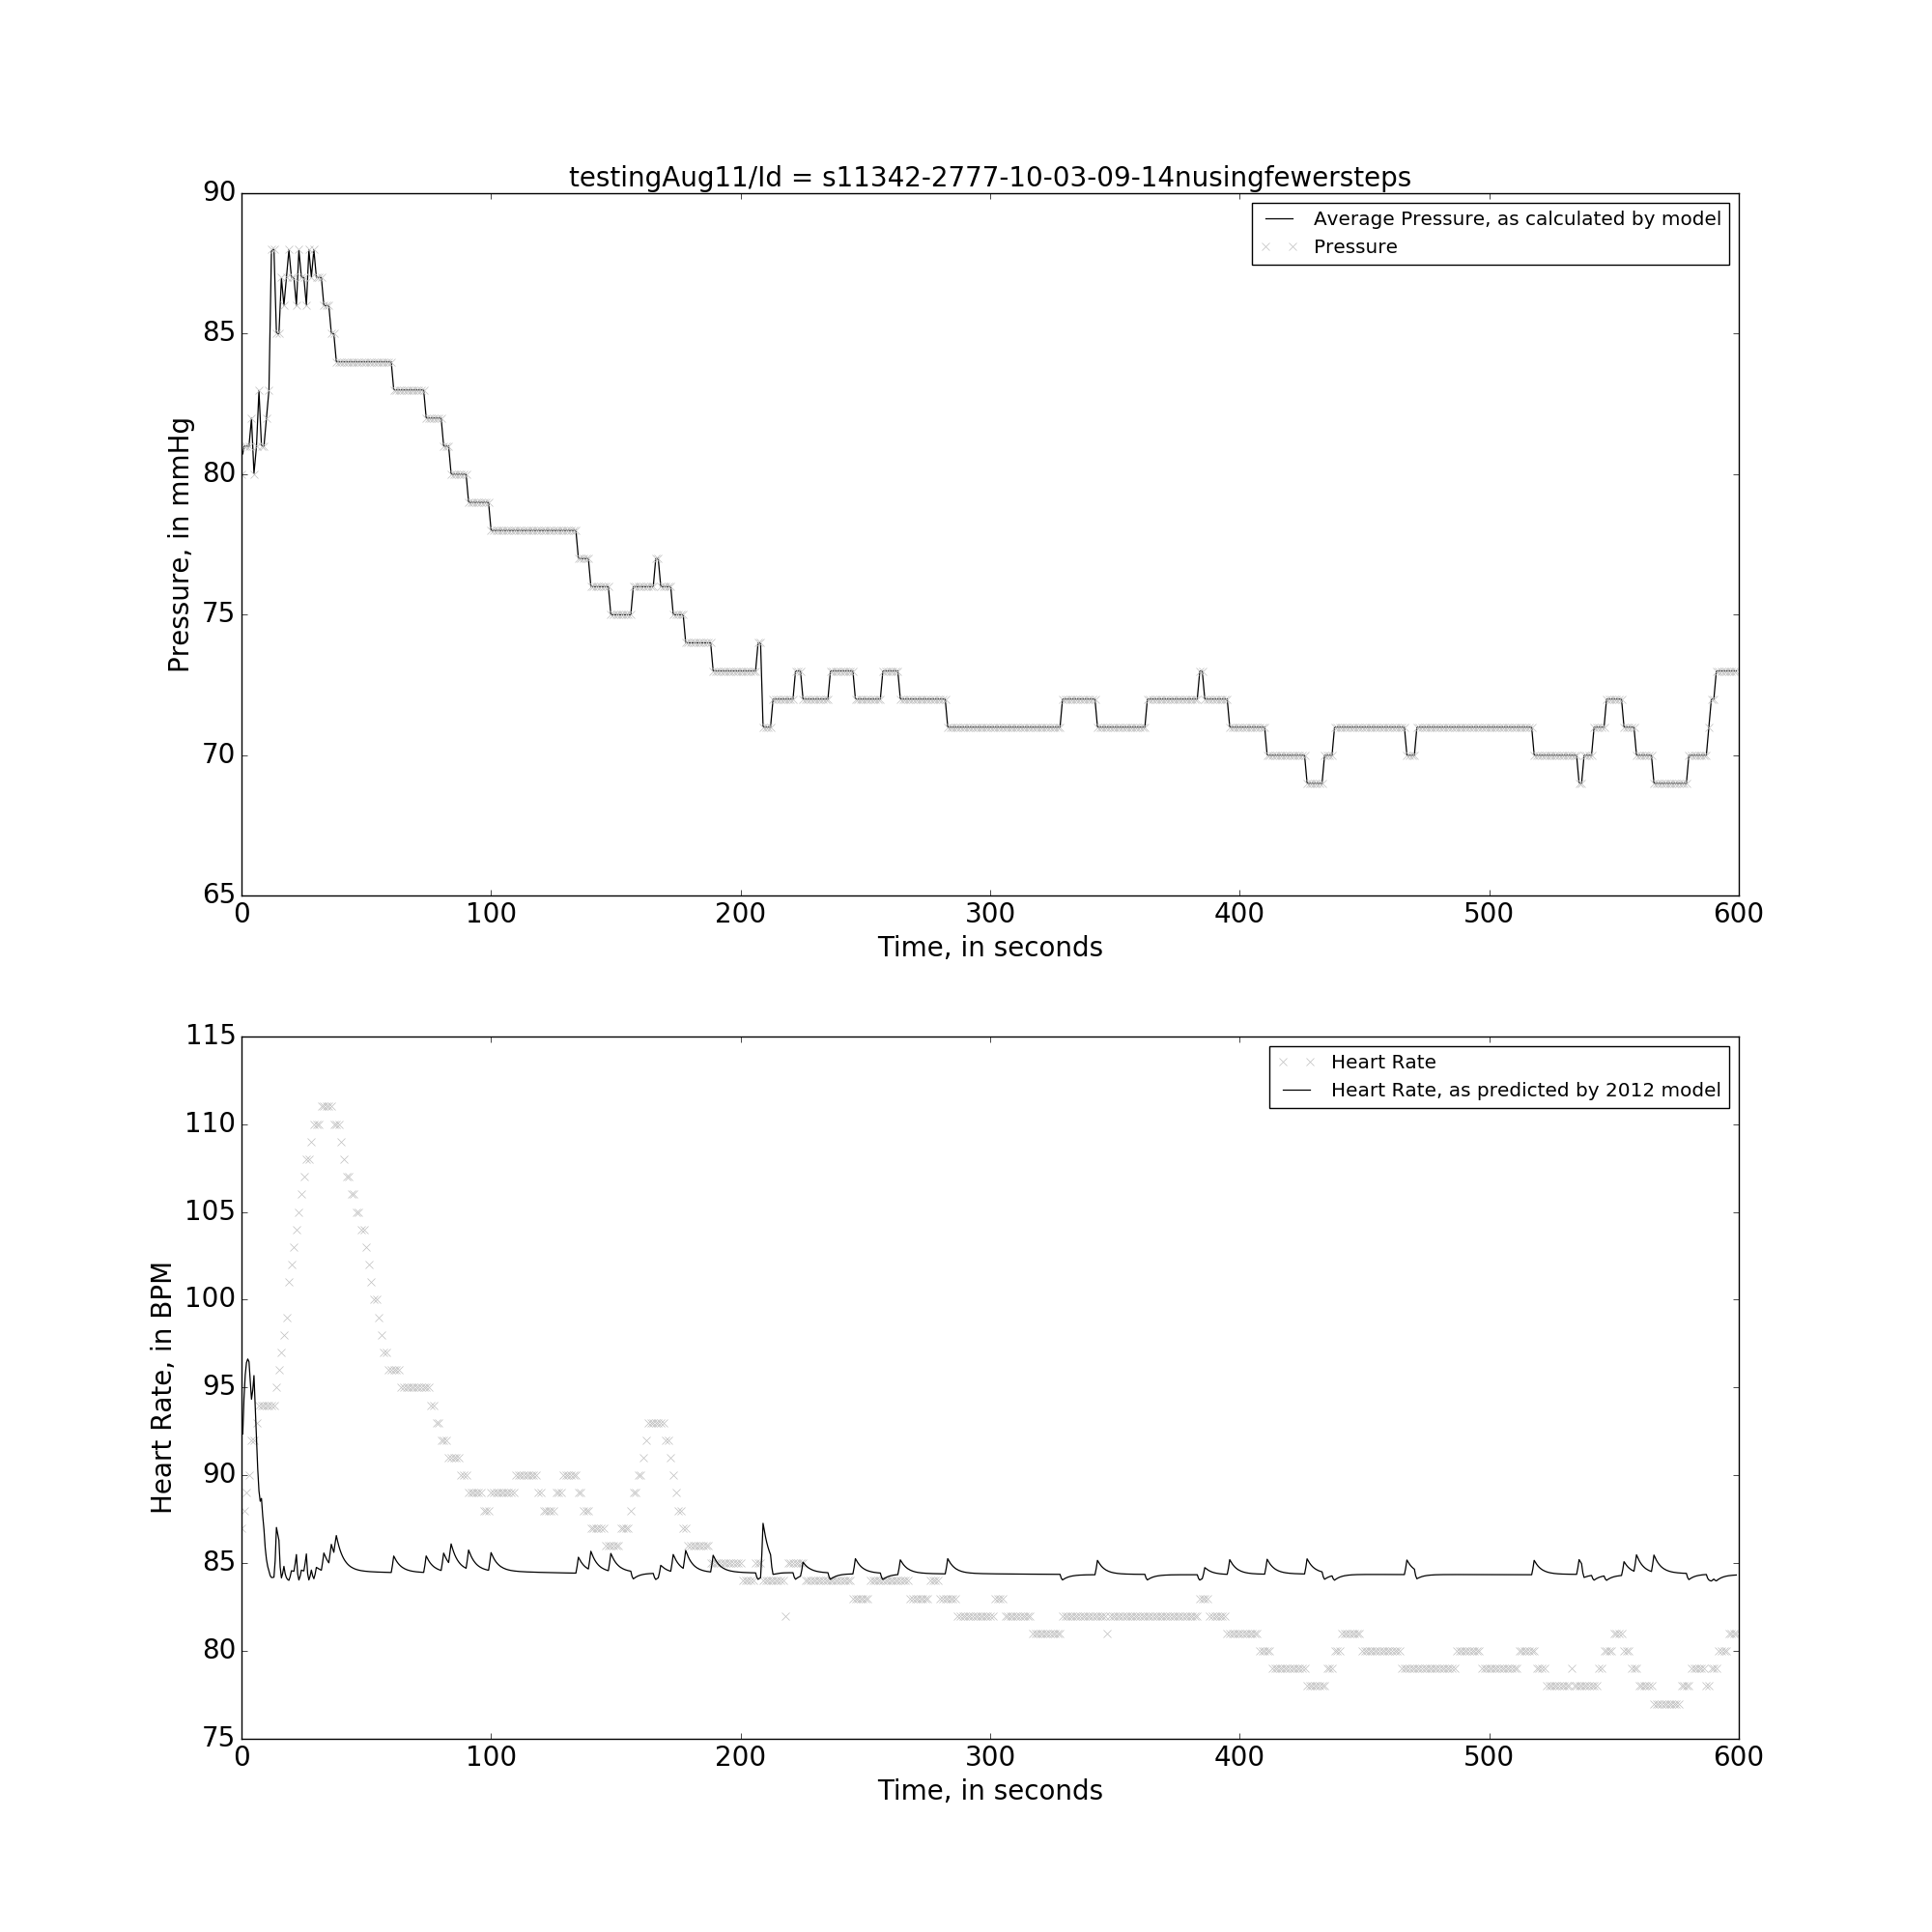 testingAug11/Id = s11342-2777-10-03-09-14nusingfewersteps
90
85
80
75
70
65
Pressure, in mmHg
Average Pressure, as calculated by model
Pressure
0 100 200 300 400 500 600
Time, in seconds
115
110
105
100
95
90
85
80
75
Heart Rate, in BPM
Heart Rate
Heart Rate, as predicted by 2012 model
0 100 200 300 400 500 600
Time, in seconds